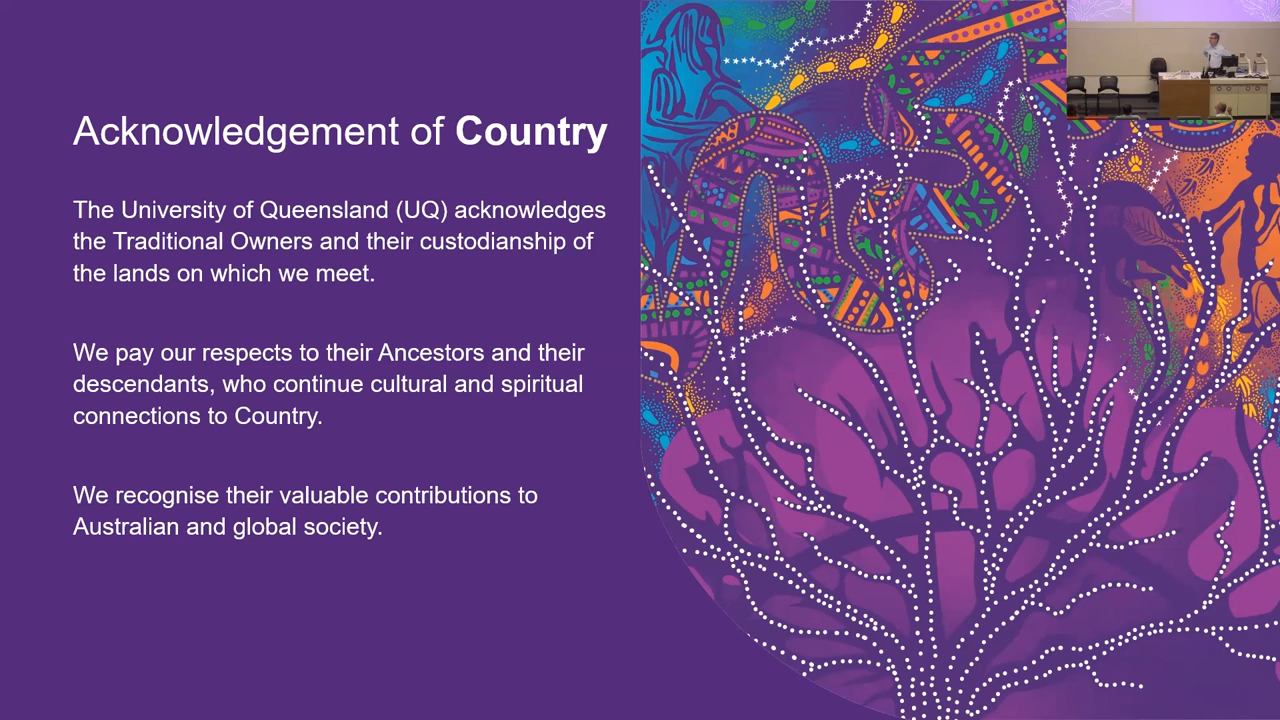 Acknowledgement of Country
The University of Queensland (UQ) acknowledges
the Traditional Owners and their custodianship of
the lands on which we meet.
We pay our respects to their Ancestors and their
descendants, who continue cultural and spiritual
connections to Country.
We recognise their valuable contributions to
Australian and global society.